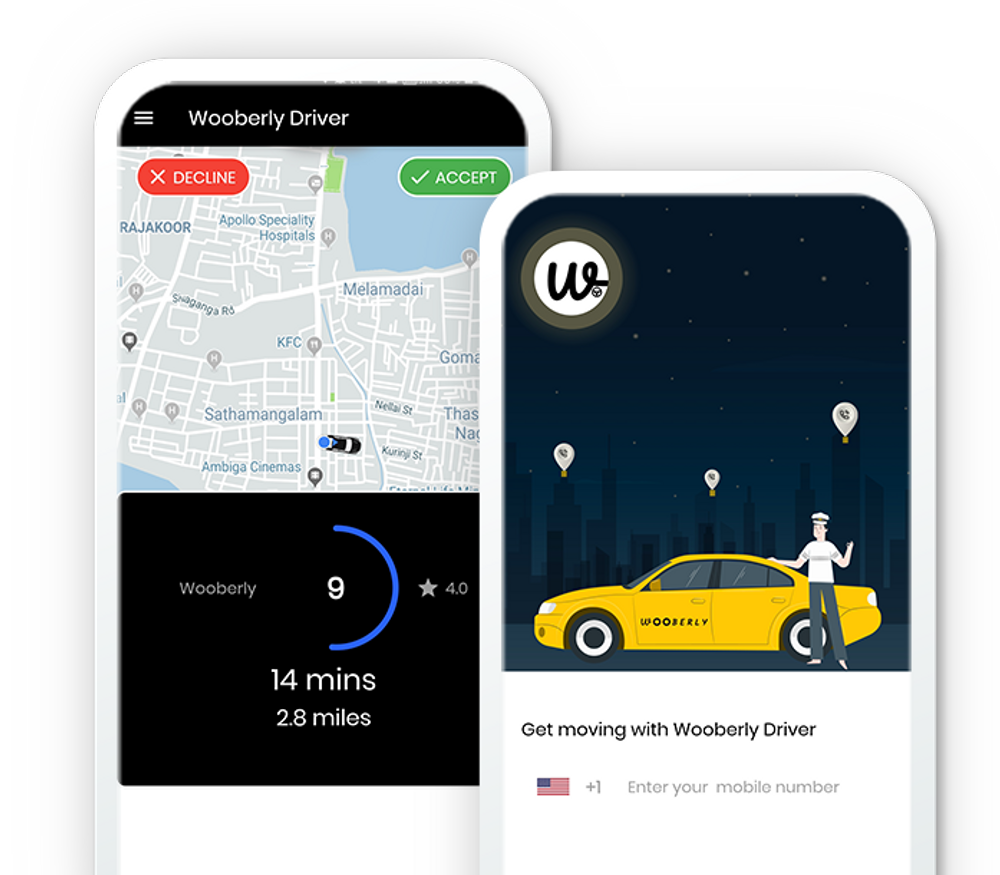 Wooberly Driver
DECLINE
ACCEPT
Apollo Speciality
Hospitals
RAJAKOOR
Melamadai
Shiaganga Rd
KFC
Goma
Sathamangalam
Nellai St
Thas
Nag
Kurinji St
Ambiga Cinemas
Wooberly
9
4.0
14 mins
2.8 miles
W
WOOBERLY
Get moving with Wooberly Driver
+1 Enter your mobile number